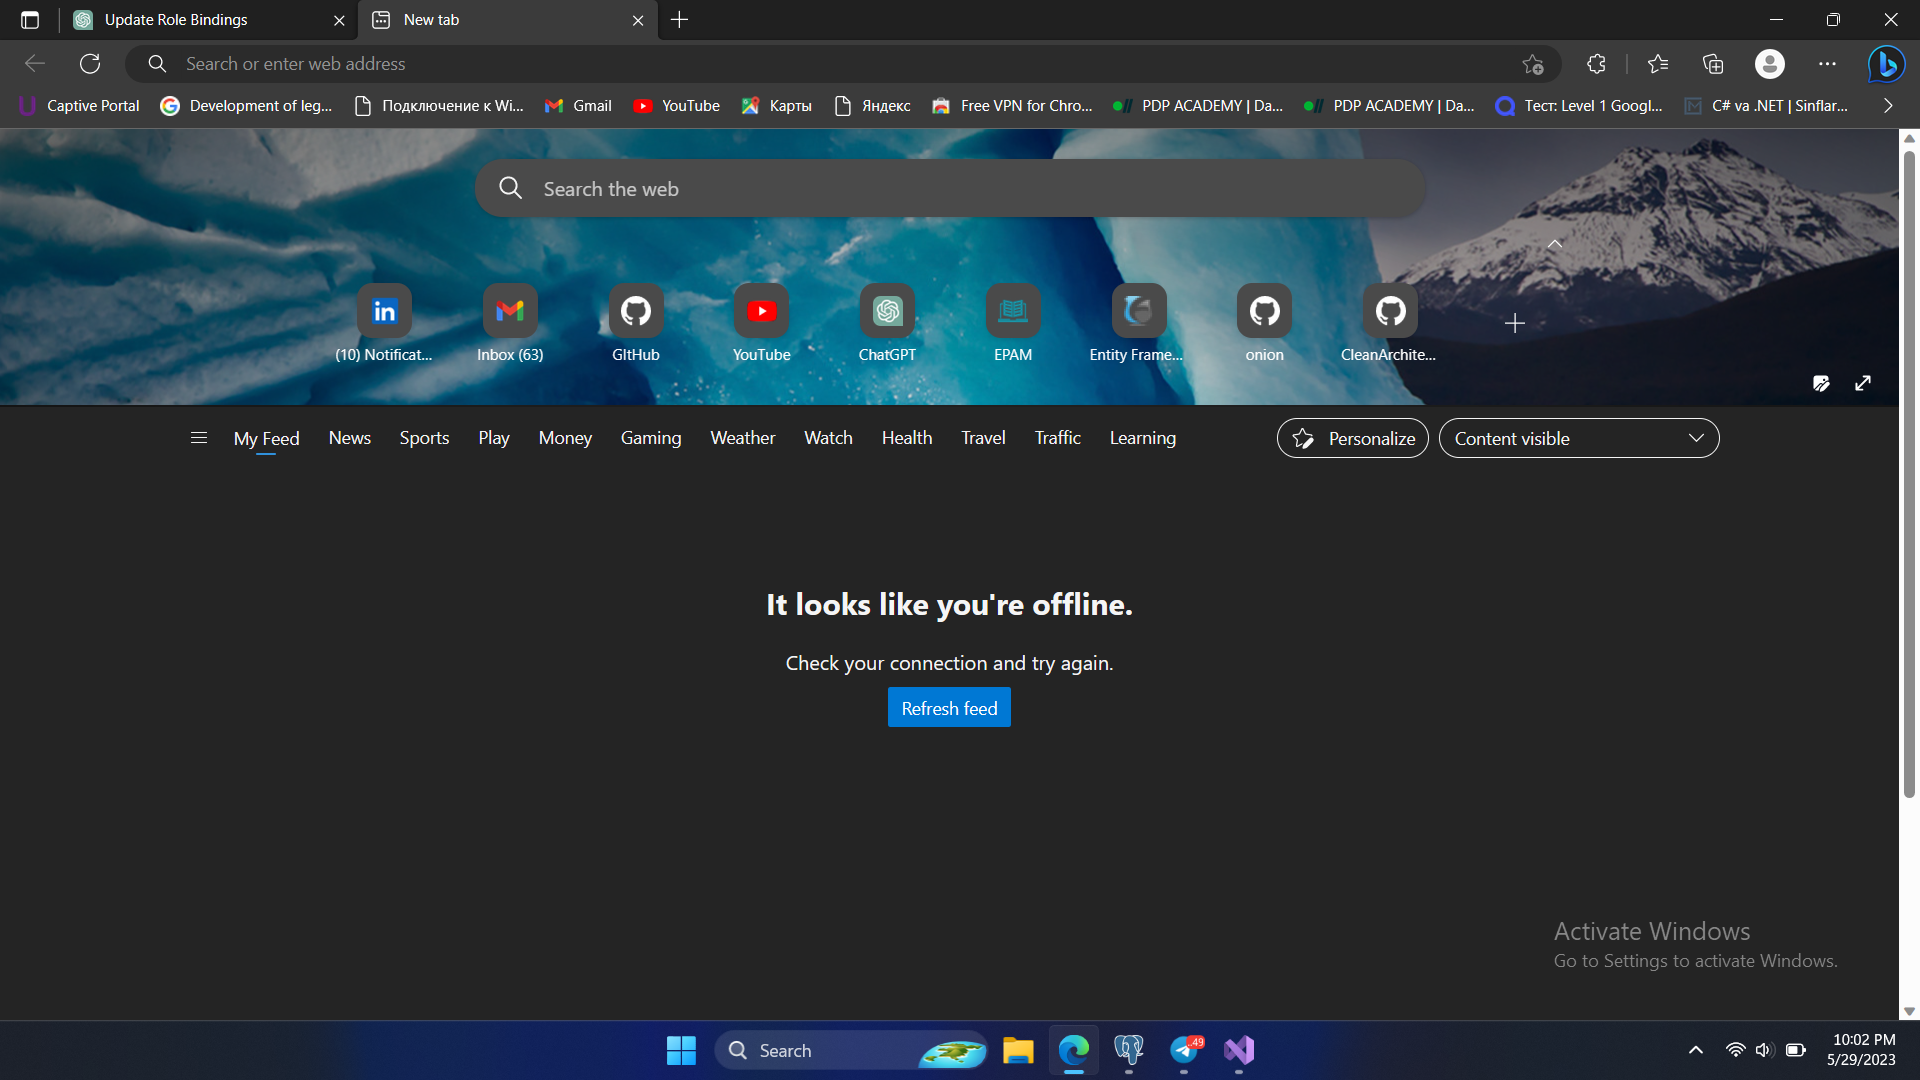 Update Role Bindings
New tab
Search or enter web address
Captive Portal
Development of leg...
Подключение к Wi...
Gmail
YouTube
Карты
Яндекс
Free VPN for Chro...
PDP ACADEMY | Da...
PDP ACADEMY | Da...
Тест: Level 1 Googl...
C# va .NET | Sinflar...
Search the web
(10) Notificat...
Inbox (63)
GItHub
YouTube
ChatGPT
EPAM
Entity Frame...
onion
CleanArchite...
My Feed
News
Sports
Play
Money
Gaming
Weather
Watch
Health
Travel
Traffic
Learning
Personalize
Content visible
It looks like you're offline.
Check your connection and try again.
Refresh feed
Activate Windows
Go to Settings to activate Windows.
Search
.49
10:02 PM
5/29/2023